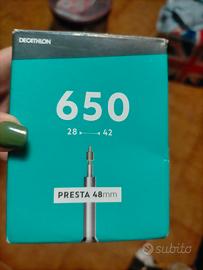 DECATHLON
650
28 42
PRESTA 48mm
subito